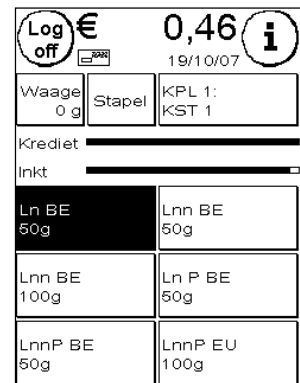 Log off € 0,46 i
19/10/07
Waage 0 g Stapel KPL 1: KST 1
Krediet
Inkt
Ln BE 50g Lnn BE 50g
Lnn BE 100g Ln P BE 50g
LnnP BE 50g LnnP EU 100g